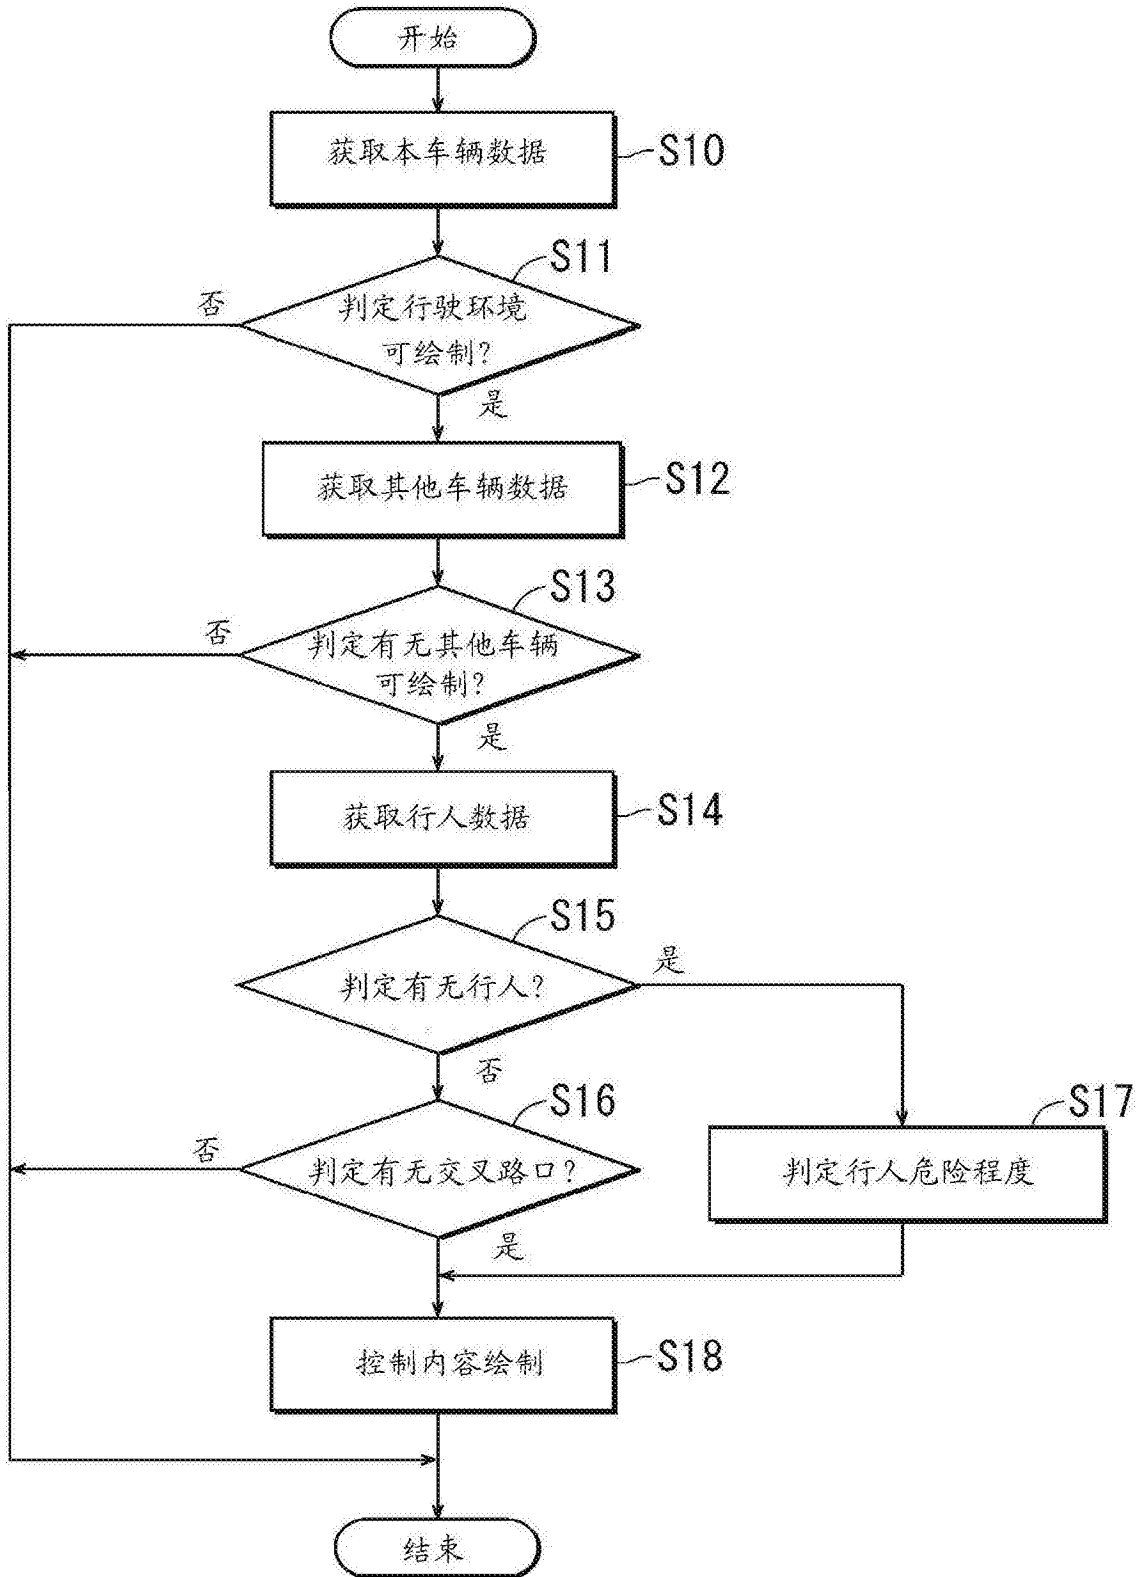 开始
获取本车辆数据
S10
S11
否
判定行驶环境
可绘制?
是
获取其他车辆数据
S12
S13
否
判定有无其他车辆
可绘制?
是
获取行人数据
S14
S15
是
判定有无行人?
否
S16
S17
否
判定有无交叉路口?
判定行人危险程度
是
控制内容绘制
S18
结束